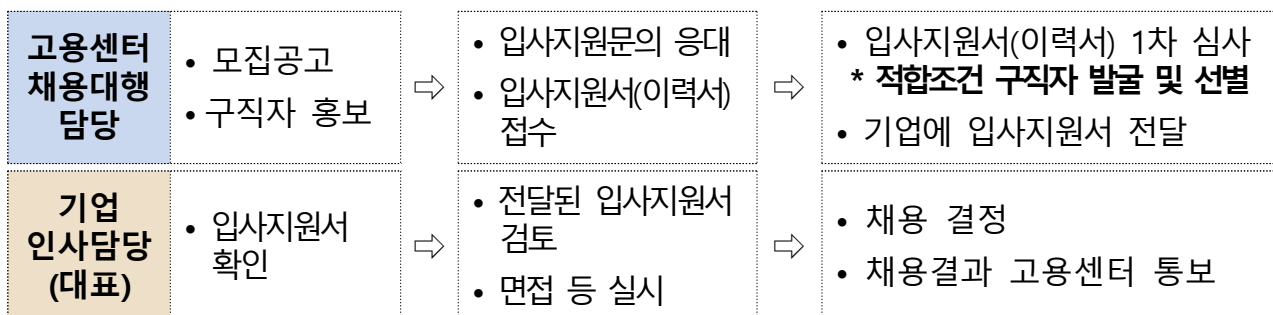 고용센터
채용대행
담당
• 모집공고
• 구직자 홍보
⇨
• 입사지원문의 응대
• 입사지원서(이력서)
접수
⇨
• 입사지원서(이력서) 1차 심사
* 적합조건 구직자 발굴 및 선별
• 기업에 입사지원서 전달
기업
인사담당
(대표)
• 입사지원서
확인
⇨
• 전달된 입사지원서
검토
• 면접 등 실시
⇨
• 채용 결정
• 채용결과 고용센터 통보